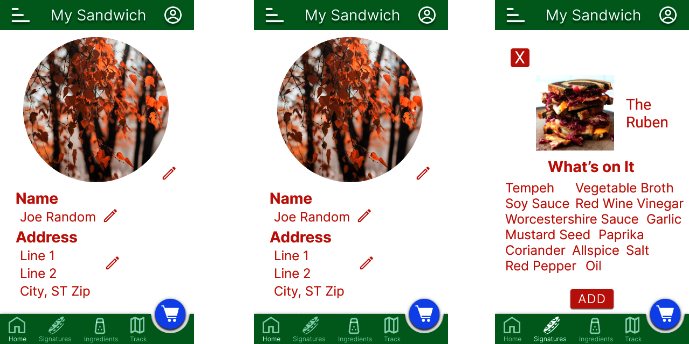 My Sandwich
Name
Joe Random
Address
Line 1
Line 2
City, ST Zip
Home Signatures Ingredients Track
My Sandwich
Name
Joe Random
Address
Line 1
Line 2
City, ST Zip
Home Signatures Ingredients Track
My Sandwich
X
The
Ruben
What's on It
Tempeh Vegetable Broth
Soy Sauce Red Wine Vinegar
Worcestershire Sauce Garlic
Mustard Seed Paprika
Coriander Allspice Salt
Red Pepper Oil
ADD
Home Signatures Ingredients Track